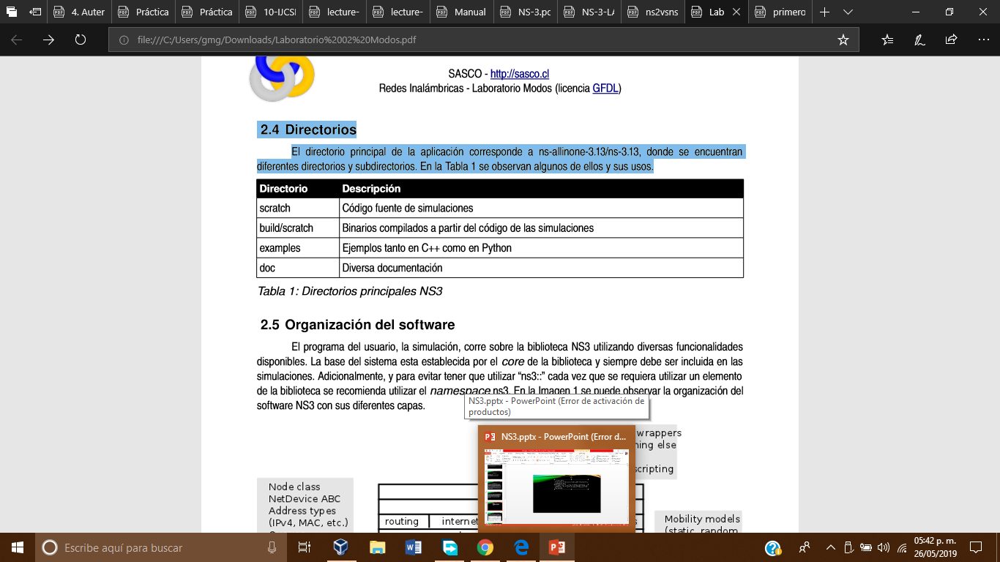 4. Auter
Práctica
Práctica
10-IJCSI
lecture-
lecture-
Manual
NS-3.pc
NS-3-LA
ns2vsns
Lab
primero
file:///C:/Users/gmg/Downloads/Laboratorio%2002%20Modos.pdf
SASCO - http://sasco.cl
Redes Inalámbricas - Laboratorio Modos (licencia GFDL)
2.4 Directorios
El directorio principal de la aplicación corresponde a ns-allinone-3.13/ns-3.13, donde se encuentran
diferentes directorios y subdirectorios. En la Tabla 1 se observan algunos de ellos y sus usos.
Directorio Descripción
scratch Código fuente de simulaciones
build/scratch Binarios compilados a partir del código de las simulaciones
examples Ejemplos tanto en C++ como en Python
doc Diversa documentación
Tabla 1: Directorios principales NS3
2.5 Organización del software
El programa del usuario, la simulación, corre sobre la biblioteca NS3 utilizando diversas funcionalidades
disponibles. La base del sistema esta establecida por el core de la biblioteca y siempre debe ser incluida en las
simulaciones. Adicionalmente, y para evitar tener que utilizar “ns3::” cada vez que se requiera utilizar un elemento
de la biblioteca se recomienda utilizar el namespace ns3. En la Imagen 1 se puede observar la organización del
software NS3 con sus diferentes capas.
NS3.pptx - PowerPoint (Error de activación de
productos)
NS3.pptx - PowerPoint (Error d...
wrappers
ning else
scripting
Node class
NetDevice ABC
Address types
(IPv4, MAC, etc.)
routing
internet
Mobility models
(static, random
Escribe aquí para buscar
05:42 p. m.
26/05/2019